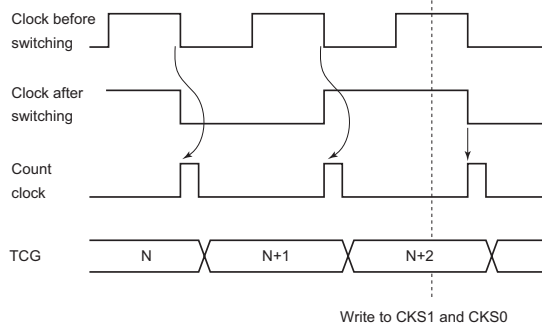 Clock before
switching
Clock after
switching
Count
clock
TCG N N+1 N+2
Write to CKS1 and CKS0